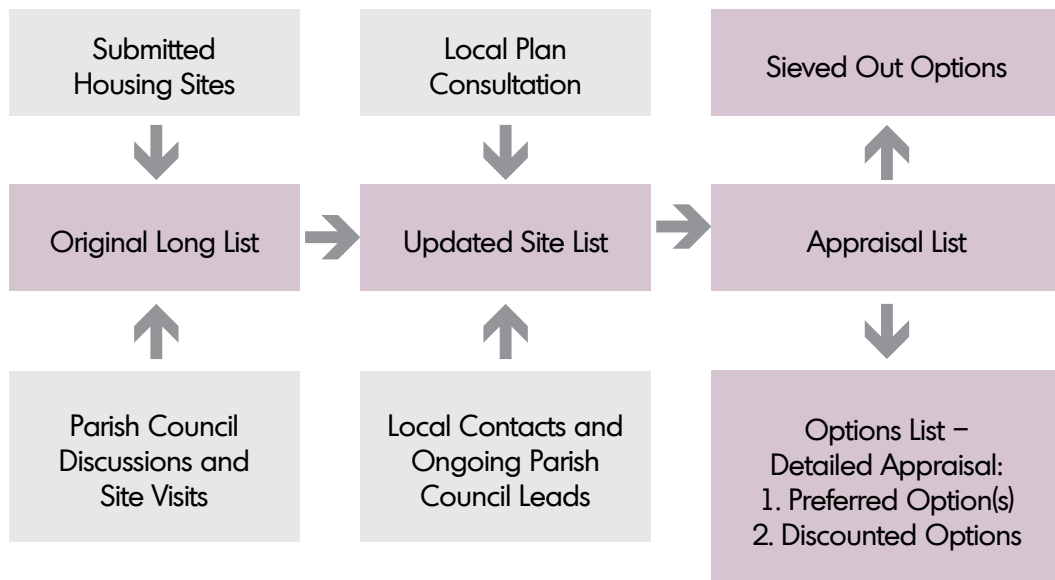 Submitted
Housing Sites
Local Plan
Consultation
Sieved Out Options
Original Long List
Updated Site List
Appraisal List
Parish Council
Discussions and
Site Visits
Local Contacts and
Ongoing Parish
Council Leads
Options List –
Detailed Appraisal:
1. Preferred Option(s)
2. Discounted Options